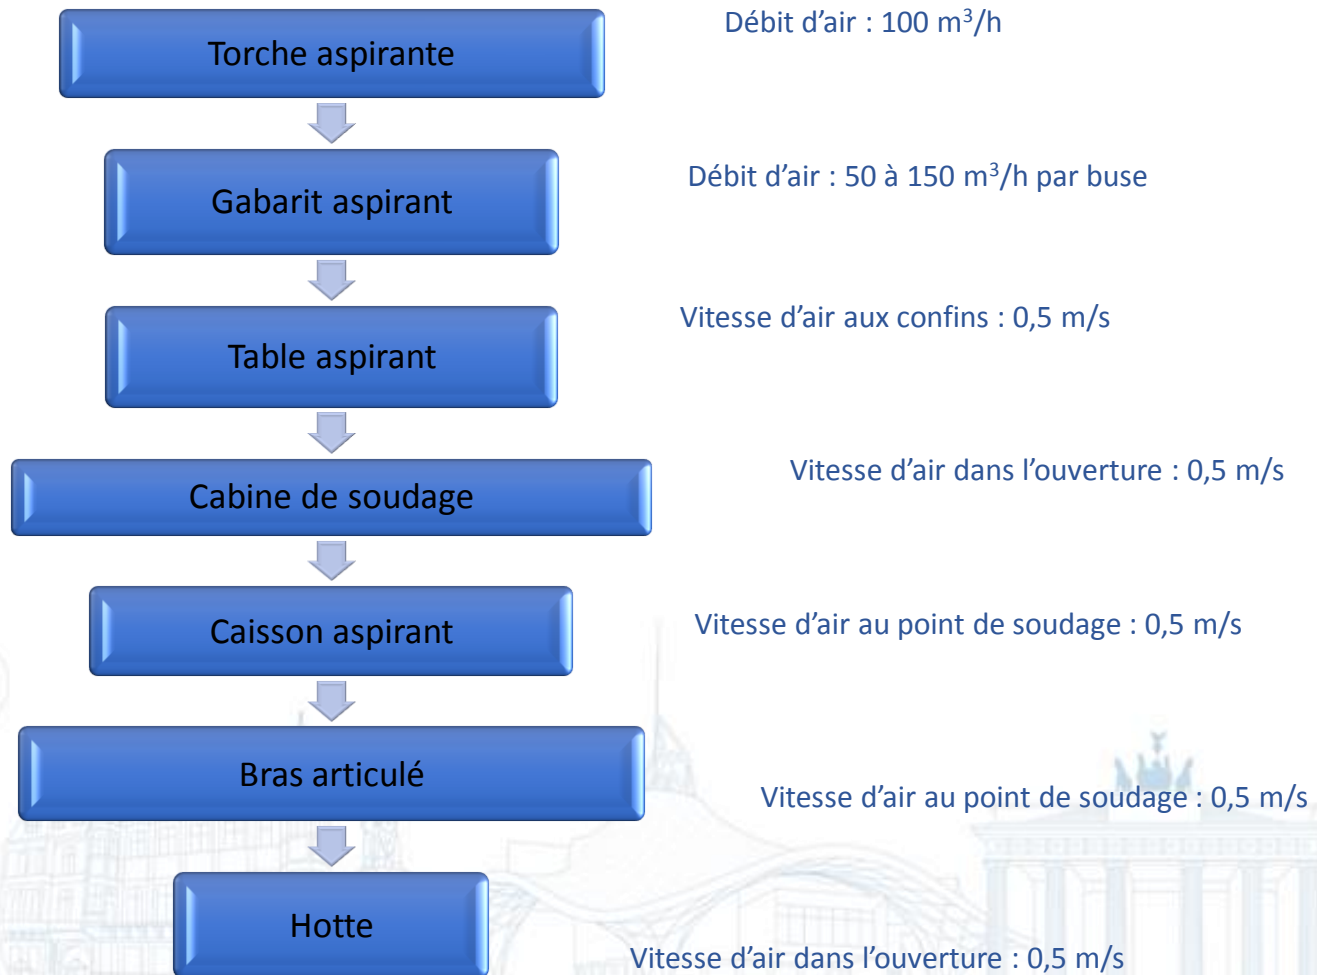 Débit d’air : 100 m³/h
Torche aspirante
Débit d’air : 50 à 150 m³/h par buse
Gabarit aspirant
Vitesse d’air aux confins : 0,5 m/s
Table aspirant
Vitesse d’air dans l’ouverture : 0,5 m/s
Cabine de soudage
Vitesse d’air au point de soudage : 0,5 m/s
Caisson aspirant
Bras articulé
Vitesse d’air au point de soudage : 0,5 m/s
Hotte
Vitesse d’air dans l’ouverture : 0,5 m/s